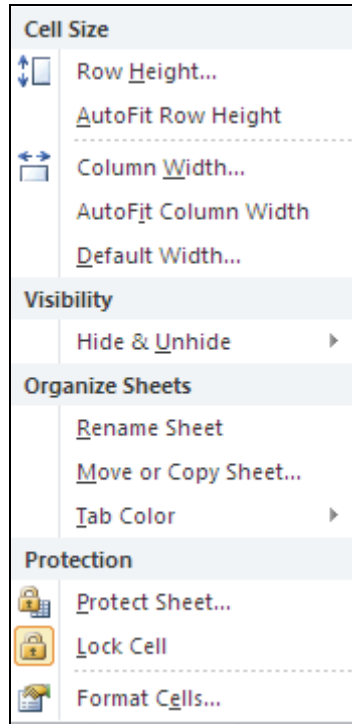 Cell Size
Row Height...
AutoFit Row Height
Column Width...
AutoFit Column Width
Default Width...
Visibility
Hide & Unhide
Organize Sheets
Rename Sheet
Move or Copy Sheet...
Tab Color
Protection
Protect Sheet...
Lock Cell
Format Cells...